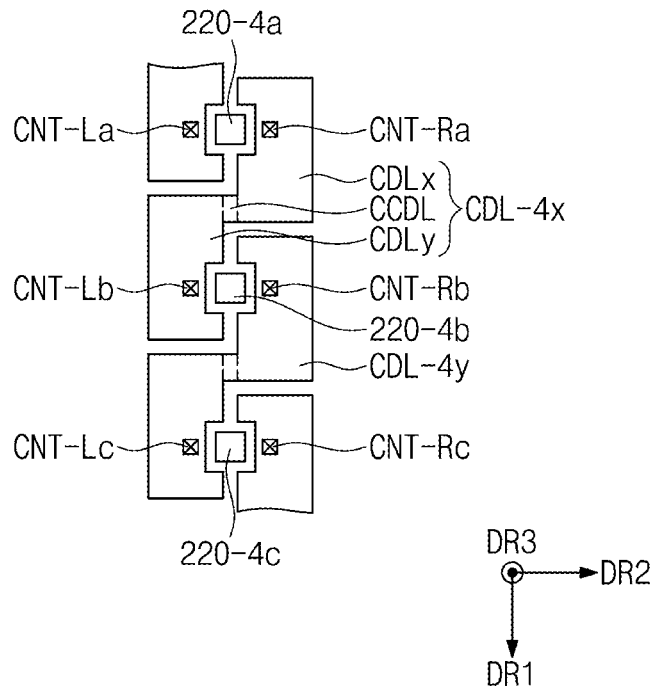 220-4a
CNT-La
CNT-Ra
CDLx
CCDL
CDL-4x
CDLy
CNT-Lb
CNT-Rb
220-4b
CDL-4y
CNT-Lc
CNT-Rc
220-4c
DR3
DR2
DR1